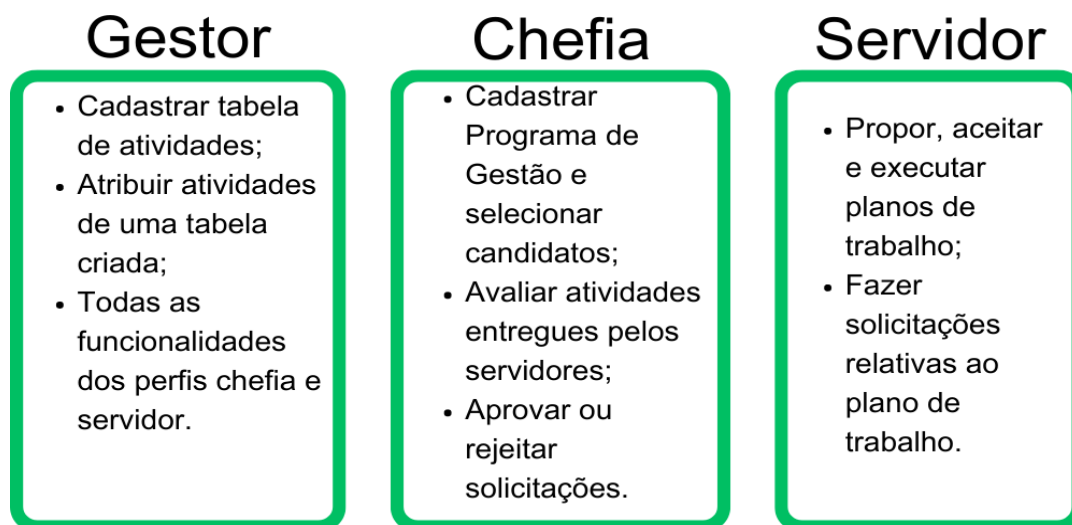 Gestor
• Cadastrar tabela
de atividades;
• Atribuir atividades
de uma tabela
criada;
• Todas as
funcionalidades
dos perfis chefia e
servidor.
Chefia
• Cadastrar
Programa de
Gestão e
selecionar
candidatos;
• Avaliar atividades
entregues pelos
servidores;
• Aprovar ou
rejeitar
solicitações.
Servidor
• Propor, aceitar
e executar
planos de
trabalho;
• Fazer
solicitações
relativas ao
plano de
trabalho.